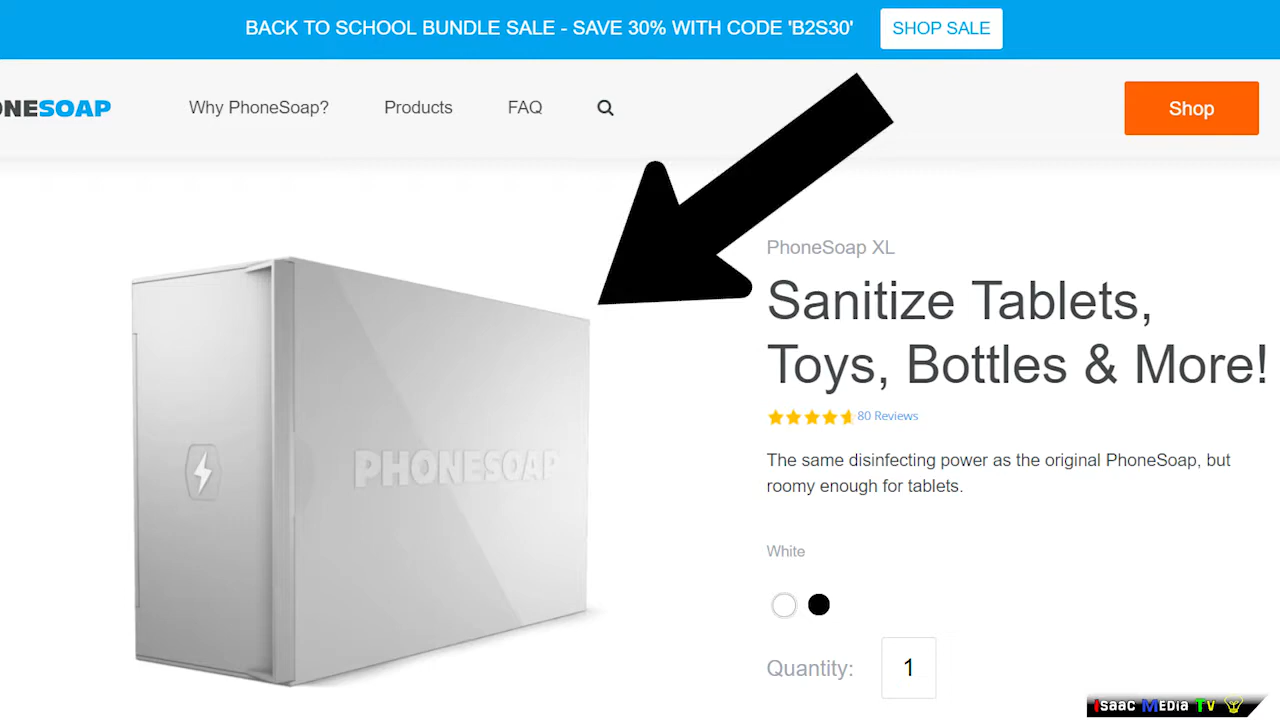 BACK TO SCHOOL BUNDLE SALE - SAVE 30% WITH CODE 'B2S30' SHOP SALE
ONESOAP Why PhoneSoap? Products FAQ Shop
PhoneSoap XL
Sanitize Tablets,
Toys, Bottles & More!
80 Reviews
The same disinfecting power as the original PhoneSoap, but
roomy enough for tablets.
PHONESOAP
White
Quantity: 1
Isaac Media Tv